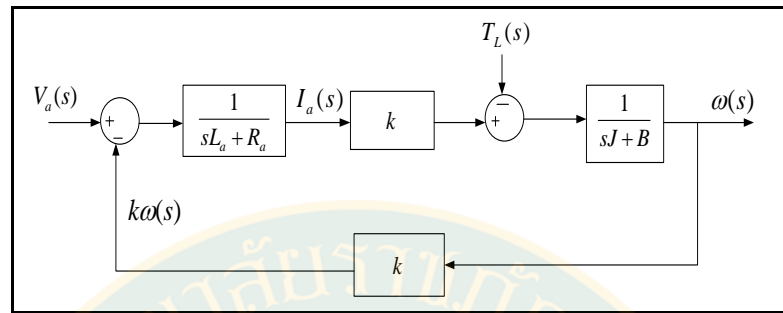 T_L(s)
V_a(s)
+
−
1
sL_a + R_a
I_a(s)
k
−
+
1
sJ + B
ω(s)
kω(s)
k